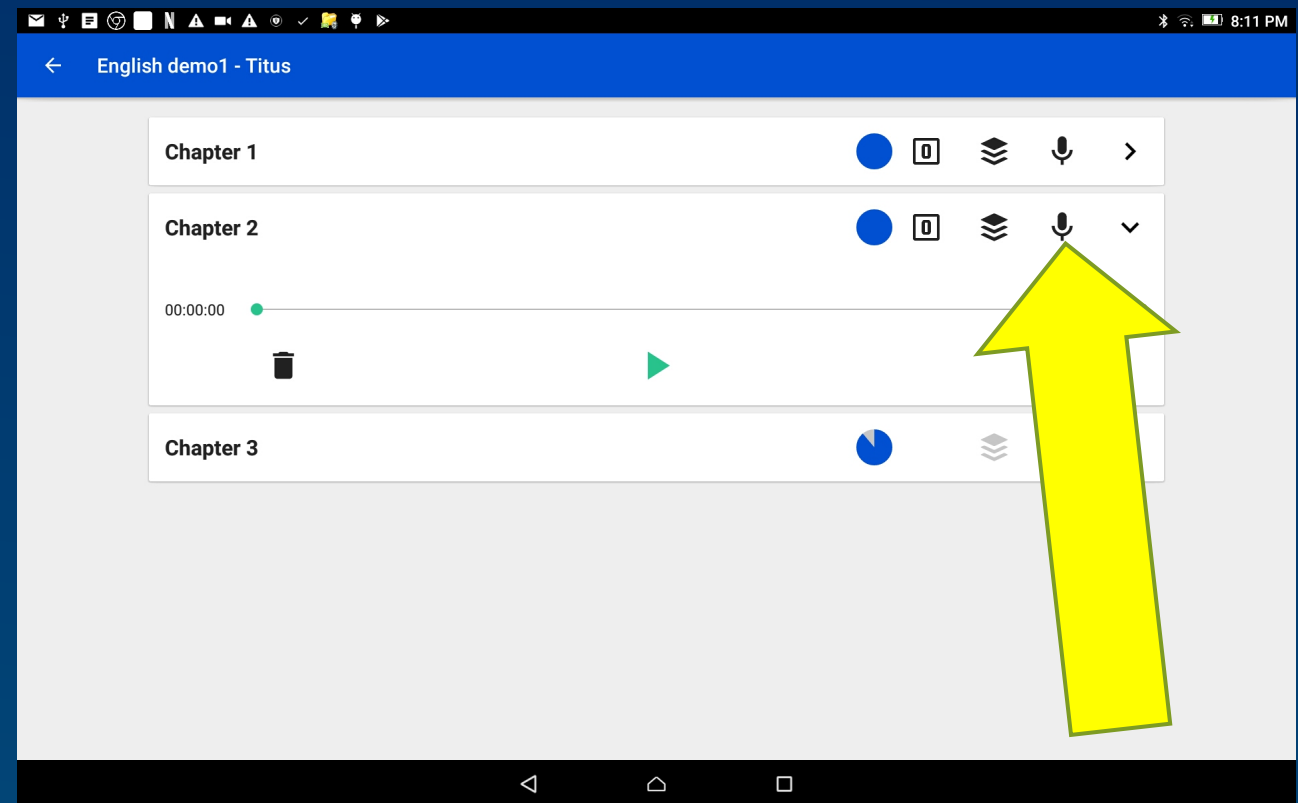 8:11 PM
English demo1 - Titus
Chapter 1
0
Chapter 2
0
00:00:00
Chapter 3